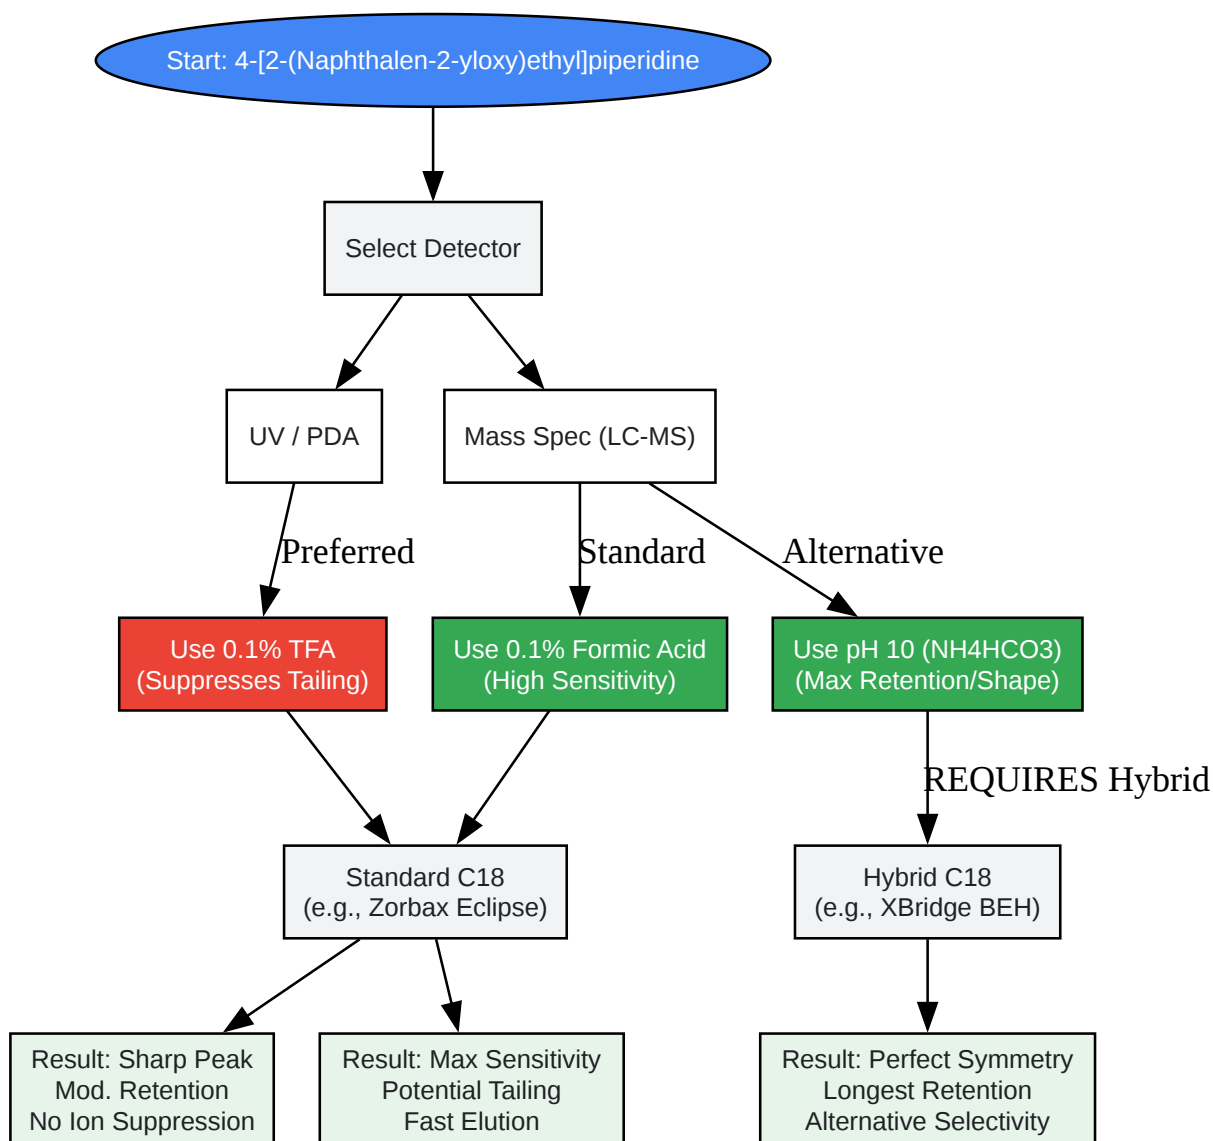 Start: 4-[2-(Naphthalen-2-yloxy)ethyl]piperidine
Select Detector
UV / PDA
Mass Spec (LC-MS)
Preferred
Standard
Alternative
Use 0.1% TFA
(Suppresses Tailing)
Use 0.1% Formic Acid
(High Sensitivity)
Use pH 10 (NH4HCO3)
(Max Retention/Shape)
REQUIRES Hybrid
Standard C18
(e.g., Zorbax Eclipse)
Hybrid C18
(e.g., XBridge BEH)
Result: Sharp Peak
Mod. Retention
No Ion Suppression
Result: Max Sensitivity
Potential Tailing
Fast Elution
Result: Perfect Symmetry
Longest Retention
Alternative Selectivity